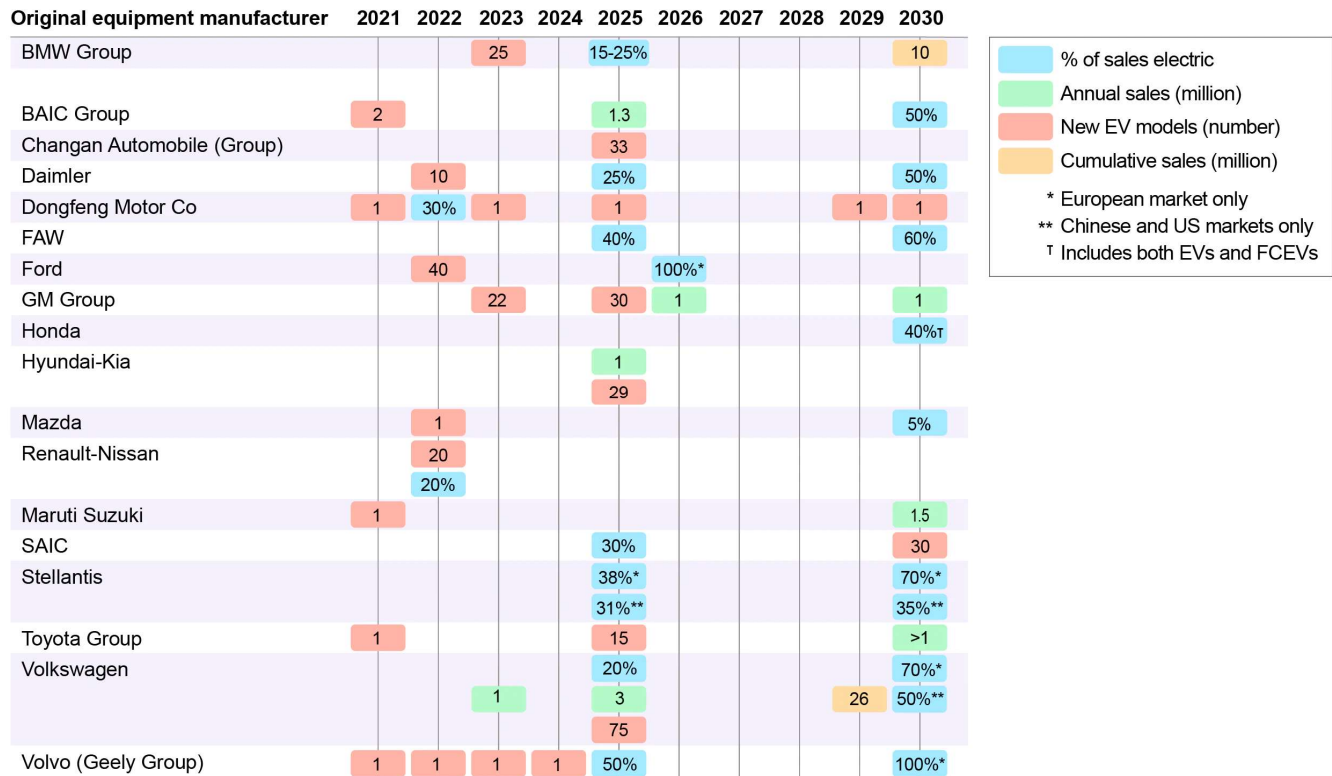 Original equipment manufacturer 2021 2022 2023 2024 2025 2026 2027 2028 2029 2030
BMW Group 25 15-25% 10
BAIC Group 2 1.3 50%
Changan Automobile (Group) 33
Daimler 10 25% 50%
Dongfeng Motor Co 1 30% 1 1 1 1
FAW 40% 60%
Ford 40 100%*
GM Group 22 30 1 1
Honda 40%ᵀ
Hyundai-Kia 1
29
Mazda 1 5%
Renault-Nissan 20
20%
Maruti Suzuki 1 1.5
SAIC 30% 30
Stellantis 38%* 70%*
31%** 35%**
Toyota Group 1 15 >1
Volkswagen 20% 70%*
1 3 26 50%**
75
Volvo (Geely Group) 1 1 1 1 50% 100%*
% of sales electric
Annual sales (million)
New EV models (number)
Cumulative sales (million)
* European market only
** Chinese and US markets only
ᵀ Includes both EVs and FCEVs